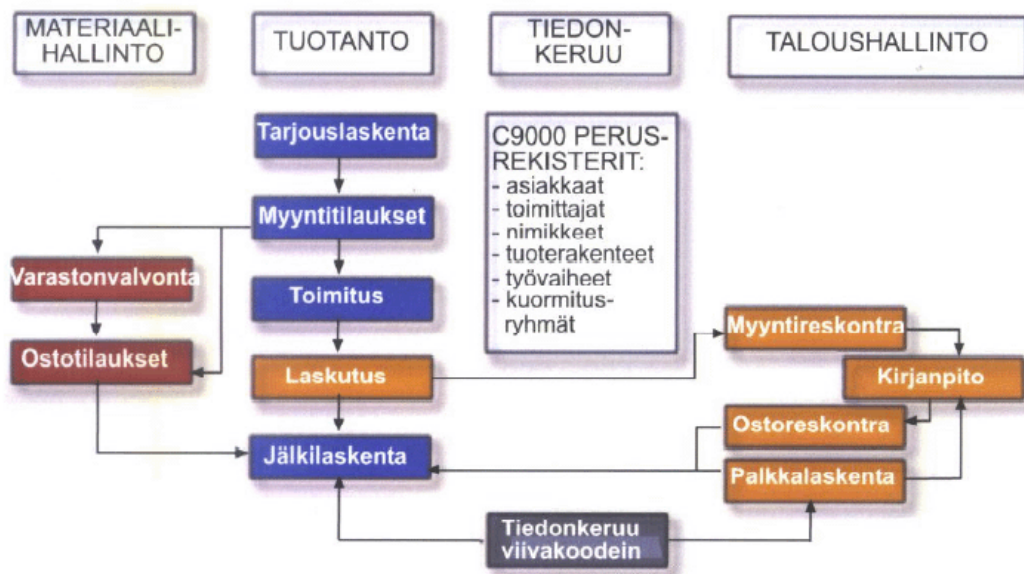 MATERIAALI-
HALLINTO
TUOTANTO
TIEDON-
KERUU
TALOUSHALLINTO
Tarjouslaskenta
Myyntitilaukset
Varastonvalvonta
Toimitus
Ostotilaukset
Laskutus
Jälkilaskenta
C9000 PERUS-
REKISTERIT:
- asiakkaat
- toimittajat
- nimikkeet
- tuoterakenteet
- työvaiheet
- kuormitus-
ryhmät
Myyntireskontra
Kirjanpito
Ostoreskontra
Palkkalaskenta
Tiedonkeruu
viivakoodein